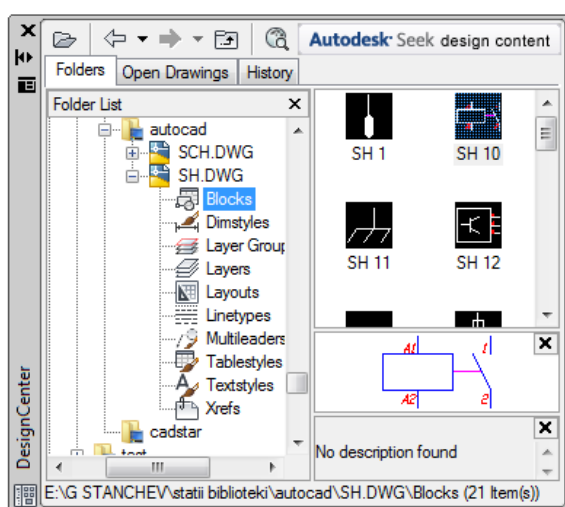 Autodesk® Seek design content
Folders
Open Drawings
History
Folder List
autocad
SCH.DWG
SH.DWG
Blocks
Dimstyles
Layer Grou
Layers
Layouts
Linetypes
Multileaders
Tablestyles
Textstyles
Xrefs
cadstar
SH 1
SH 10
SH 11
SH 12
A1
1
A2
2
No description found
DesignCenter
E:\G STANCHEV\statii biblioteki\autocad\SH.DWG\Blocks (21 Item(s))